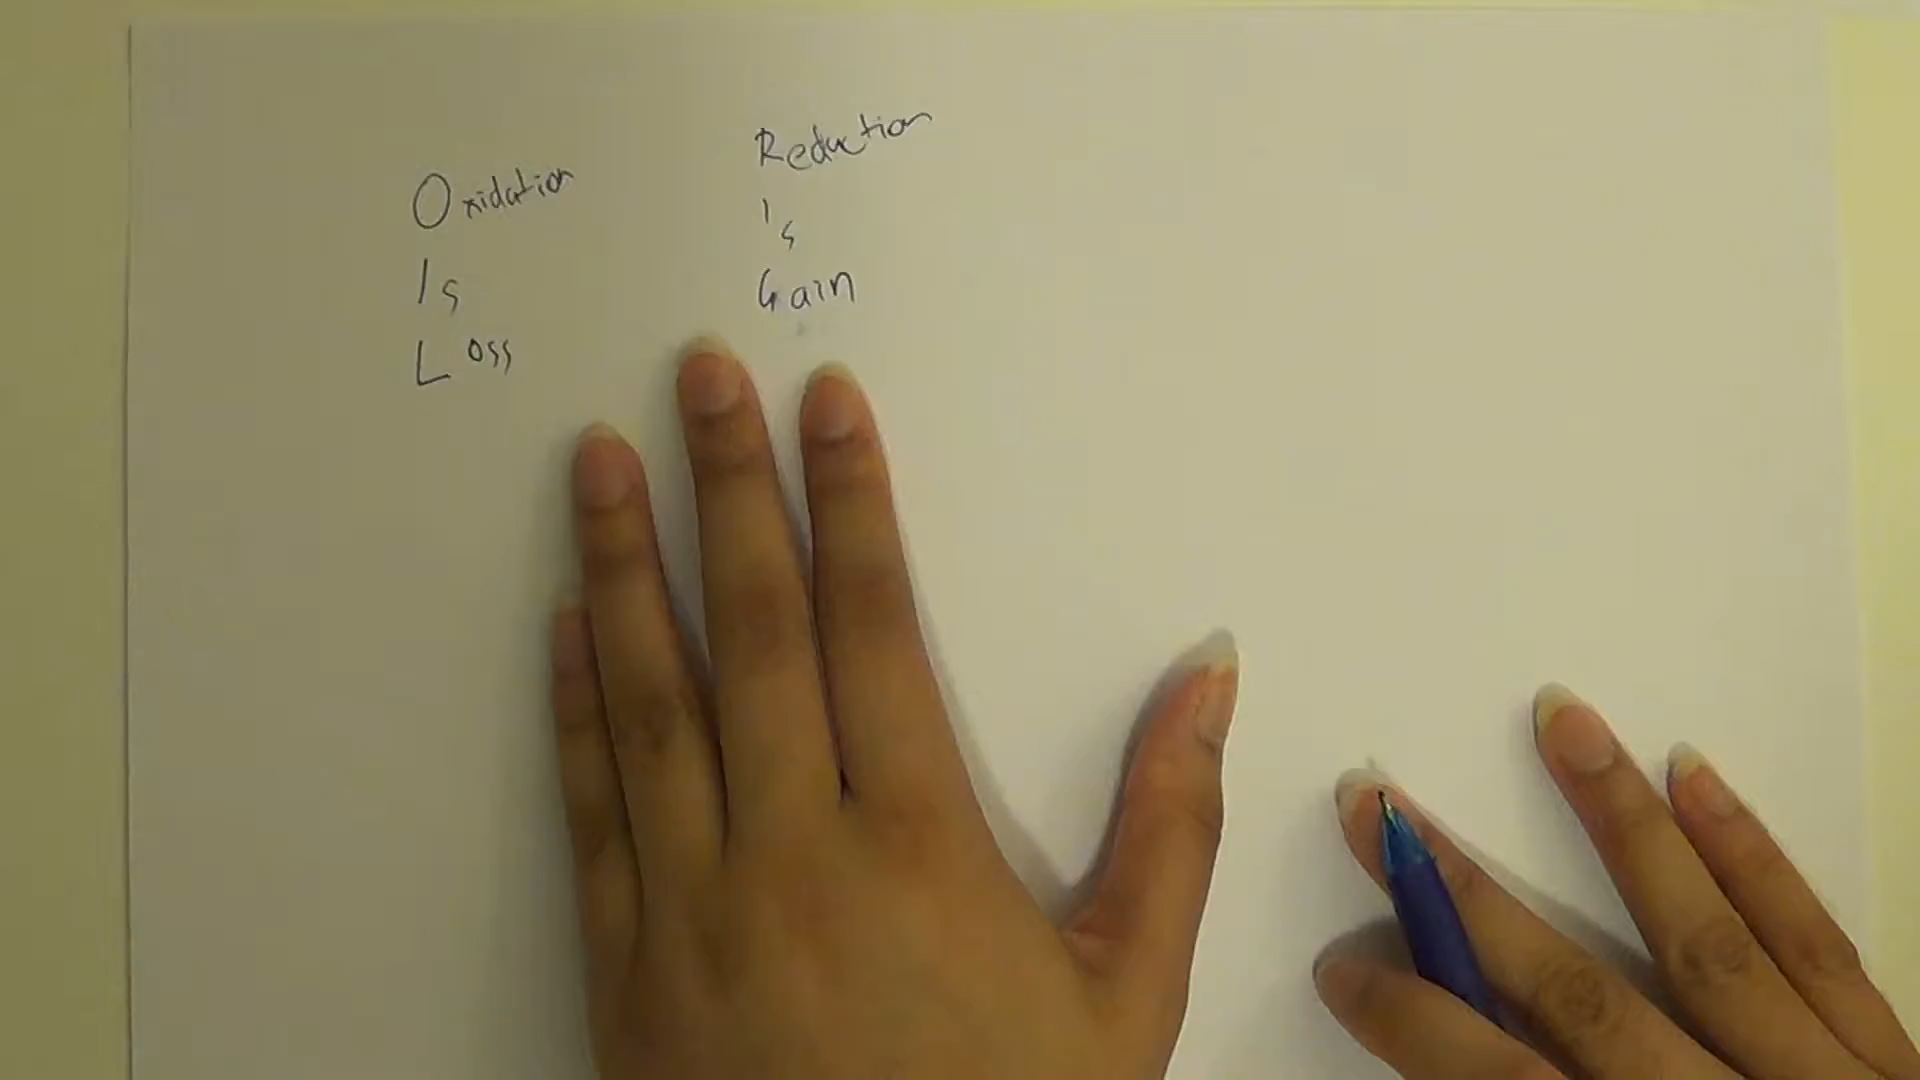 Oxidation
Is
Loss
Reduction
Is
Gain